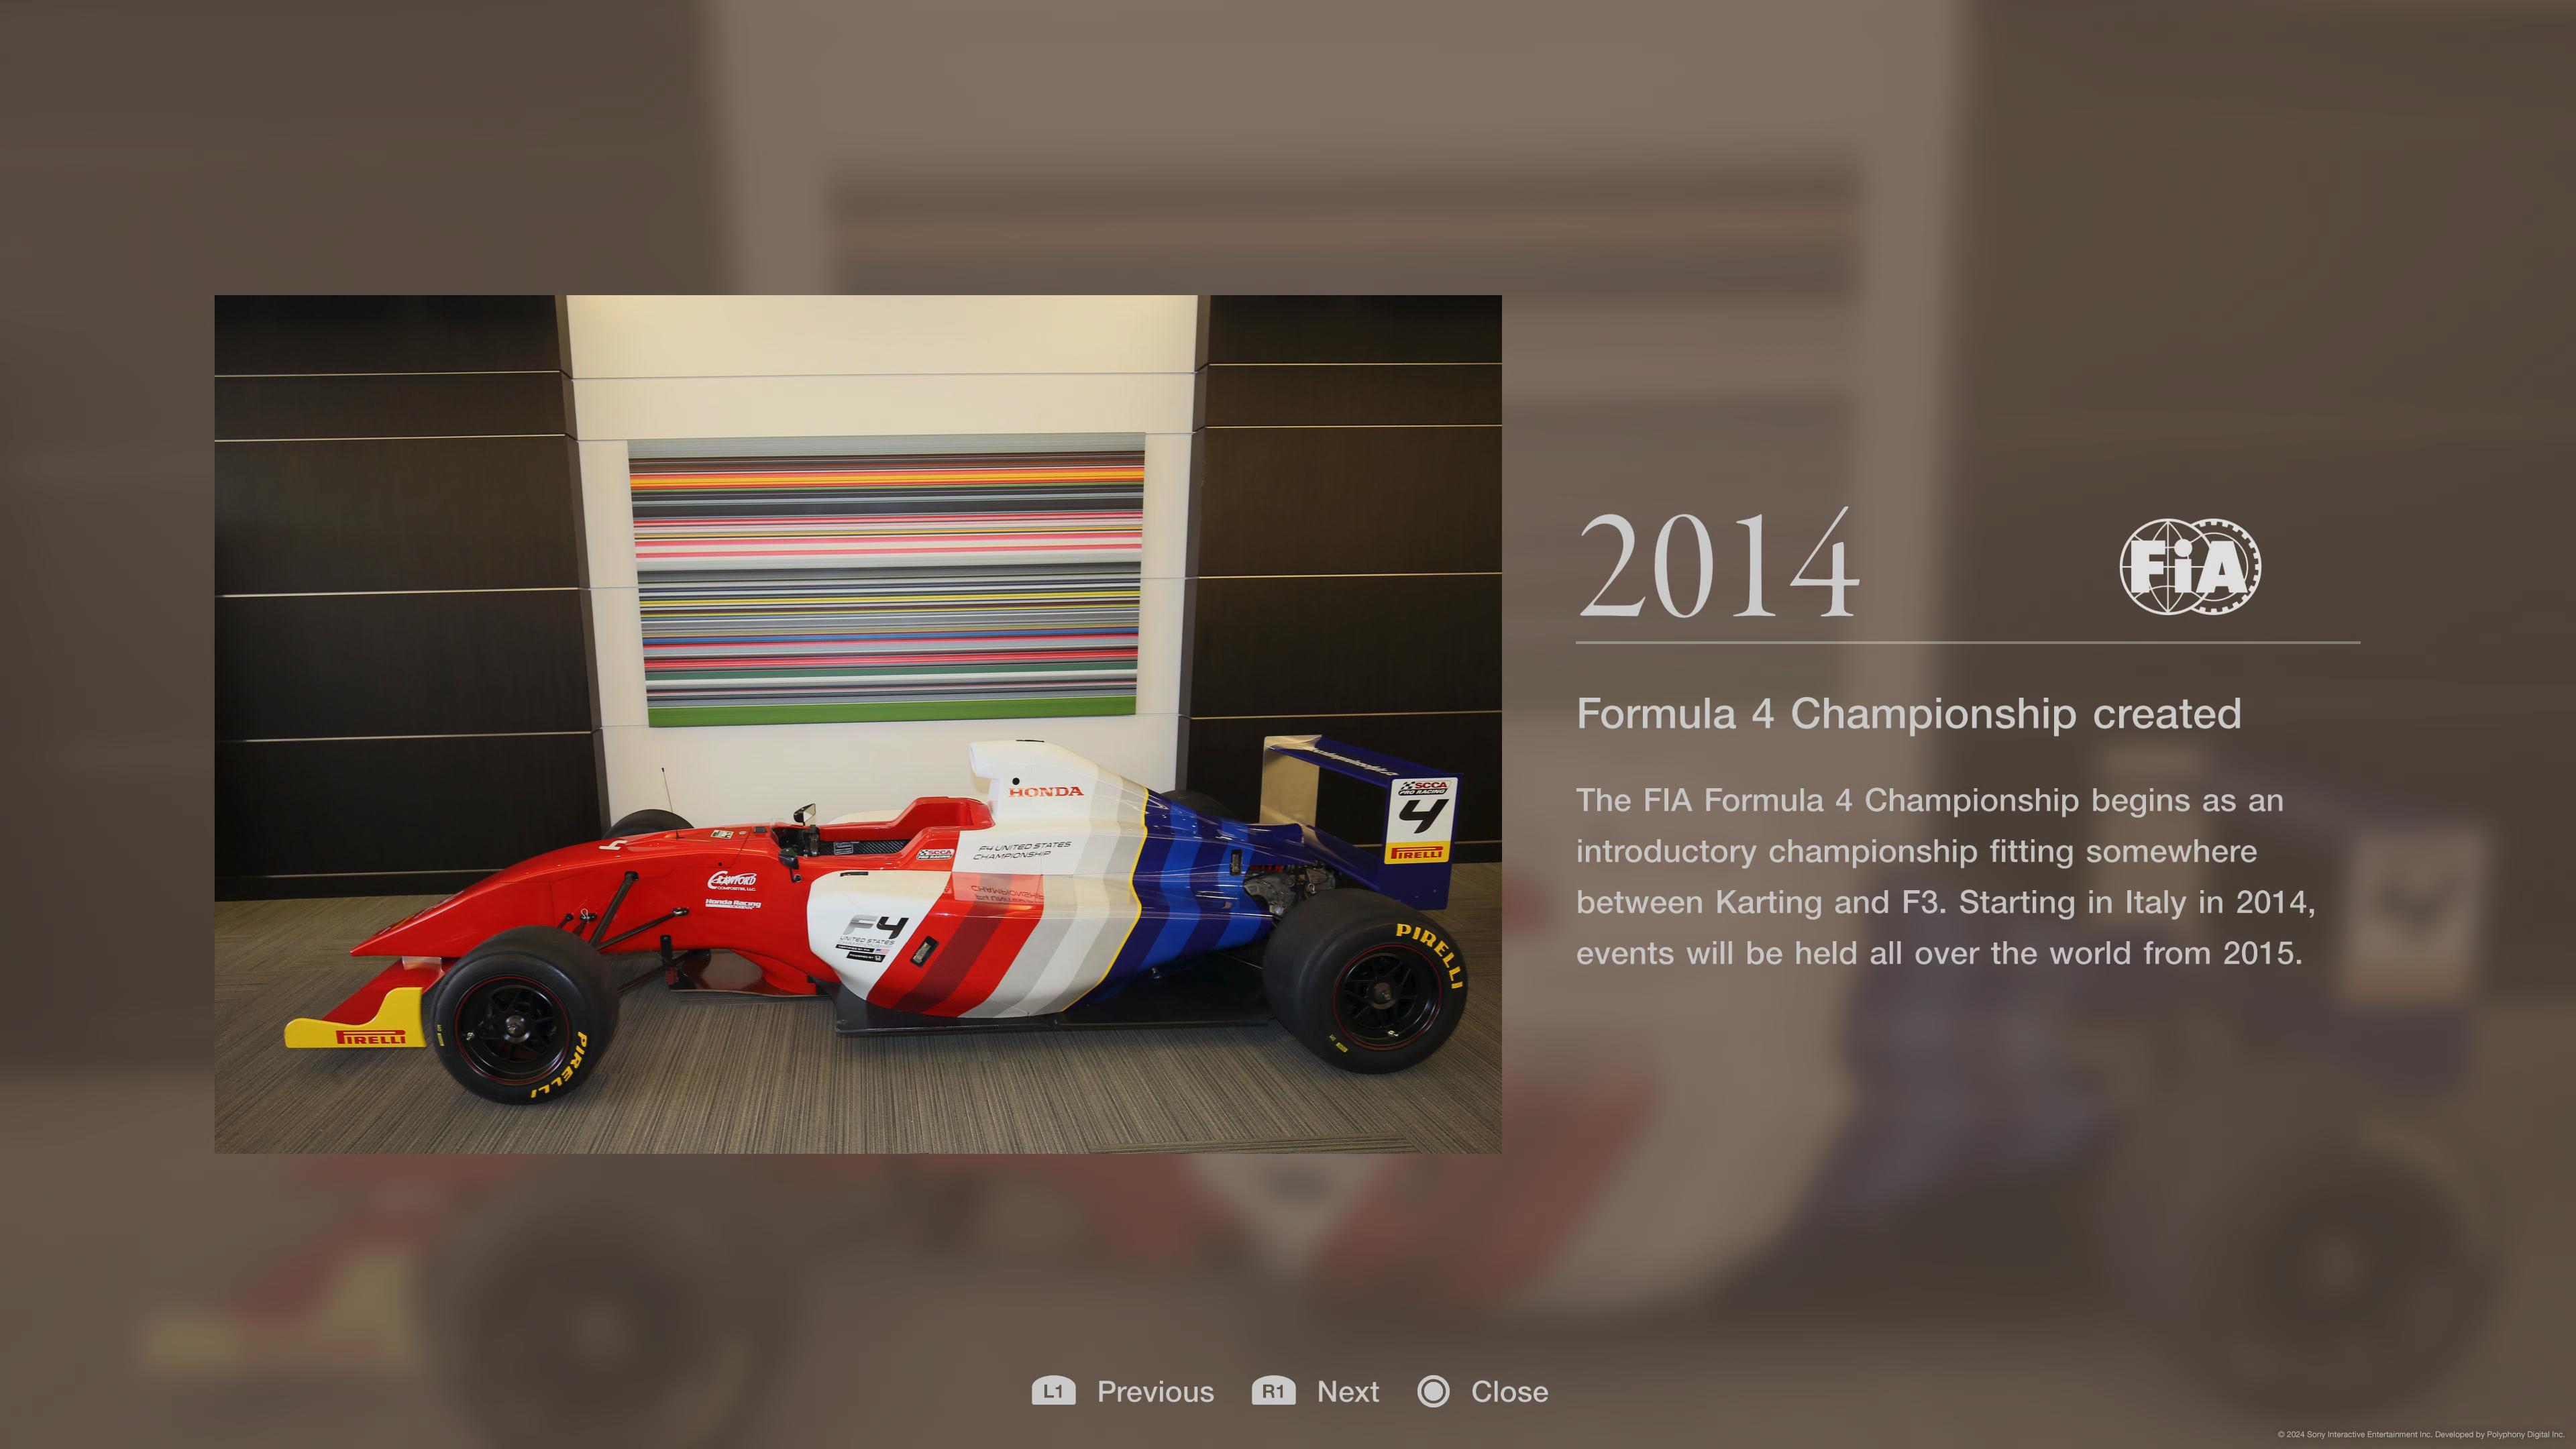 2014
FiA
Formula 4 Championship created
The FIA Formula 4 Championship begins as an
introductory championship fitting somewhere
between Karting and F3. Starting in Italy in 2014,
events will be held all over the world from 2015.
HONDA
F4 UNITED STATES
CHAMPIONSHIP
SCCA
PRO RACING
4
PIRELLI
SCCA
4
CRAWFORD
COMPOSITES, LLC.
Honda Racing
F4
UNITED STATES
PIRELLI
PIRELLI
PIRELLI
L1 Previous R1 Next Close
© 2024 Sony Interactive Entertainment Inc. Developed by Polyphony Digital Inc.